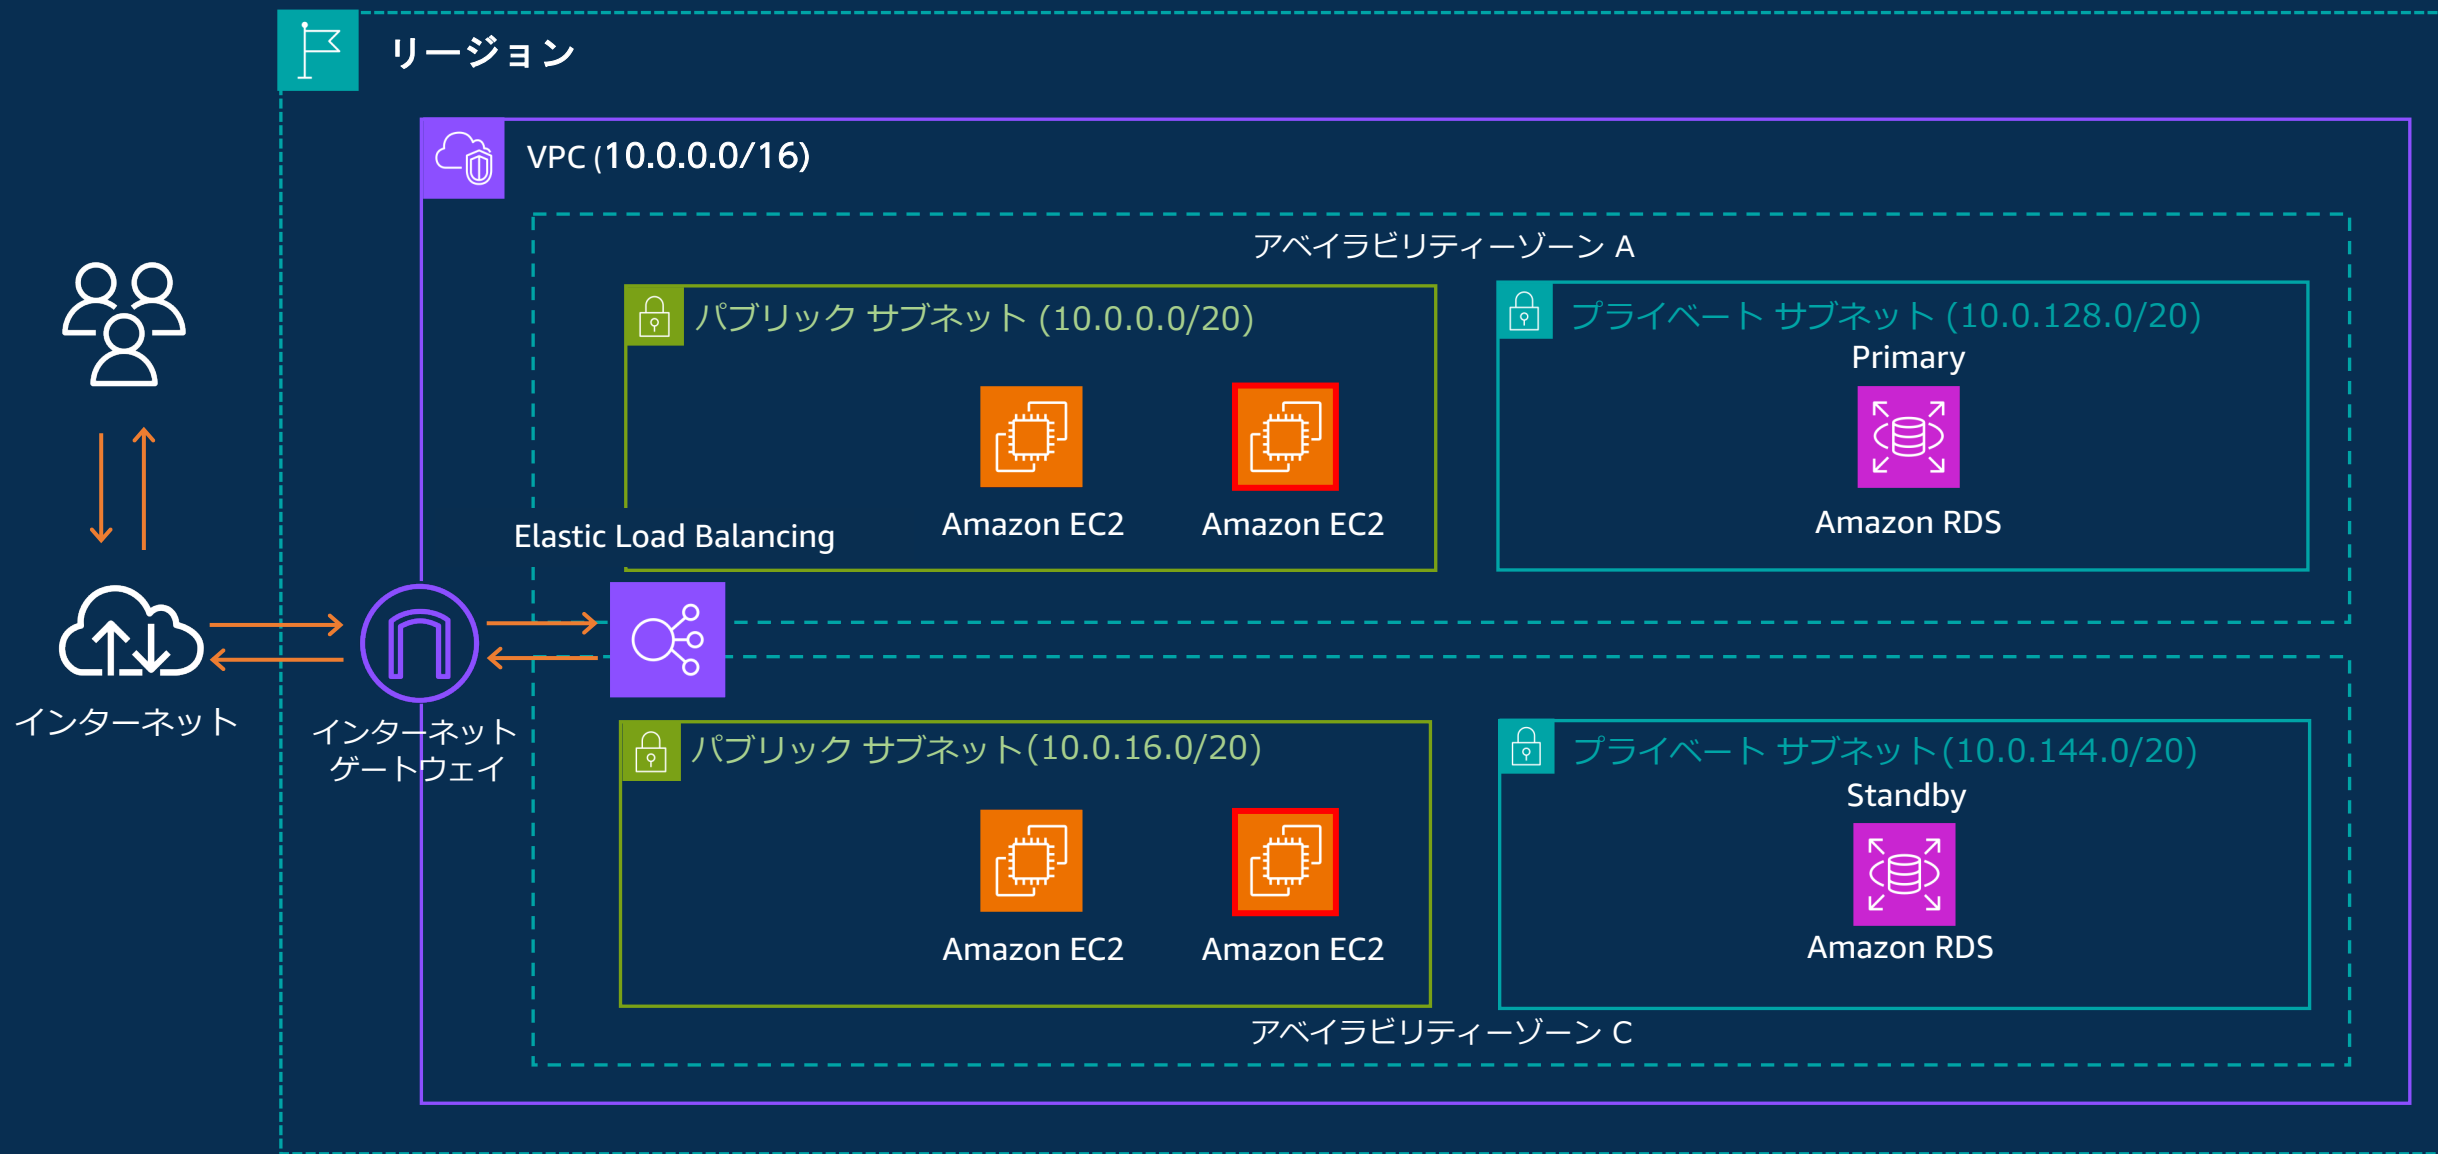 リージョン
VPC (10.0.0.0/16)
アベイラビリティーゾーン A
パブリック サブネット (10.0.0.0/20)
プライベート サブネット (10.0.128.0/20)
Primary
Amazon EC2
Amazon EC2
Amazon RDS
Elastic Load Balancing
インターネット
インターネット
ゲートウェイ
パブリック サブネット(10.0.16.0/20)
プライベート サブネット(10.0.144.0/20)
Standby
Amazon EC2
Amazon EC2
Amazon RDS
アベイラビリティーゾーン C